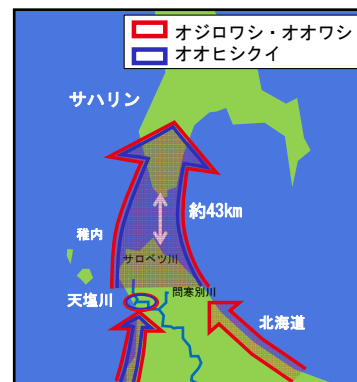 オジロワシ・オオワシ
オオヒシクイ
サハリン
約43km
稚内
サロベツ川
問寒別川
天塩川
北海道